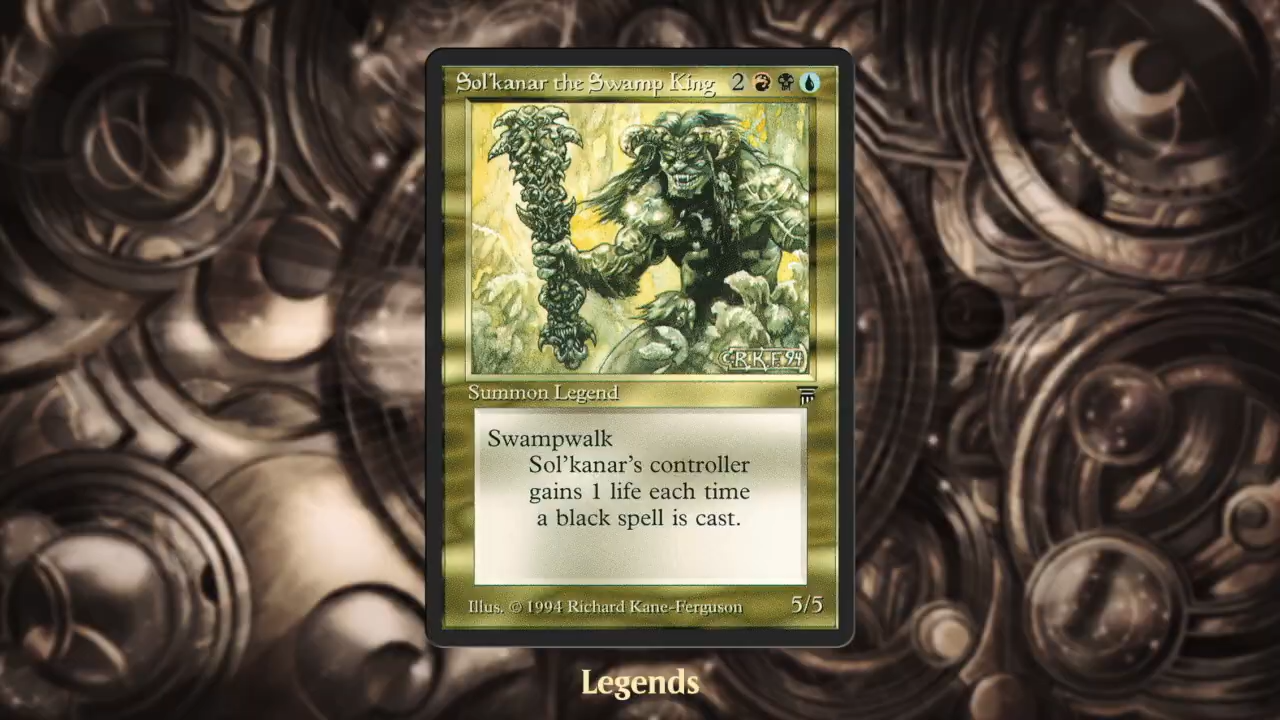 Sol'kanar the Swamp King 2
C.R.K.F. 94
Summon Legend
Swampwalk
Sol'kanar's controller
gains 1 life each time
a black spell is cast.
Illus. © 1994 Richard Kane-Ferguson 5/5
Legends